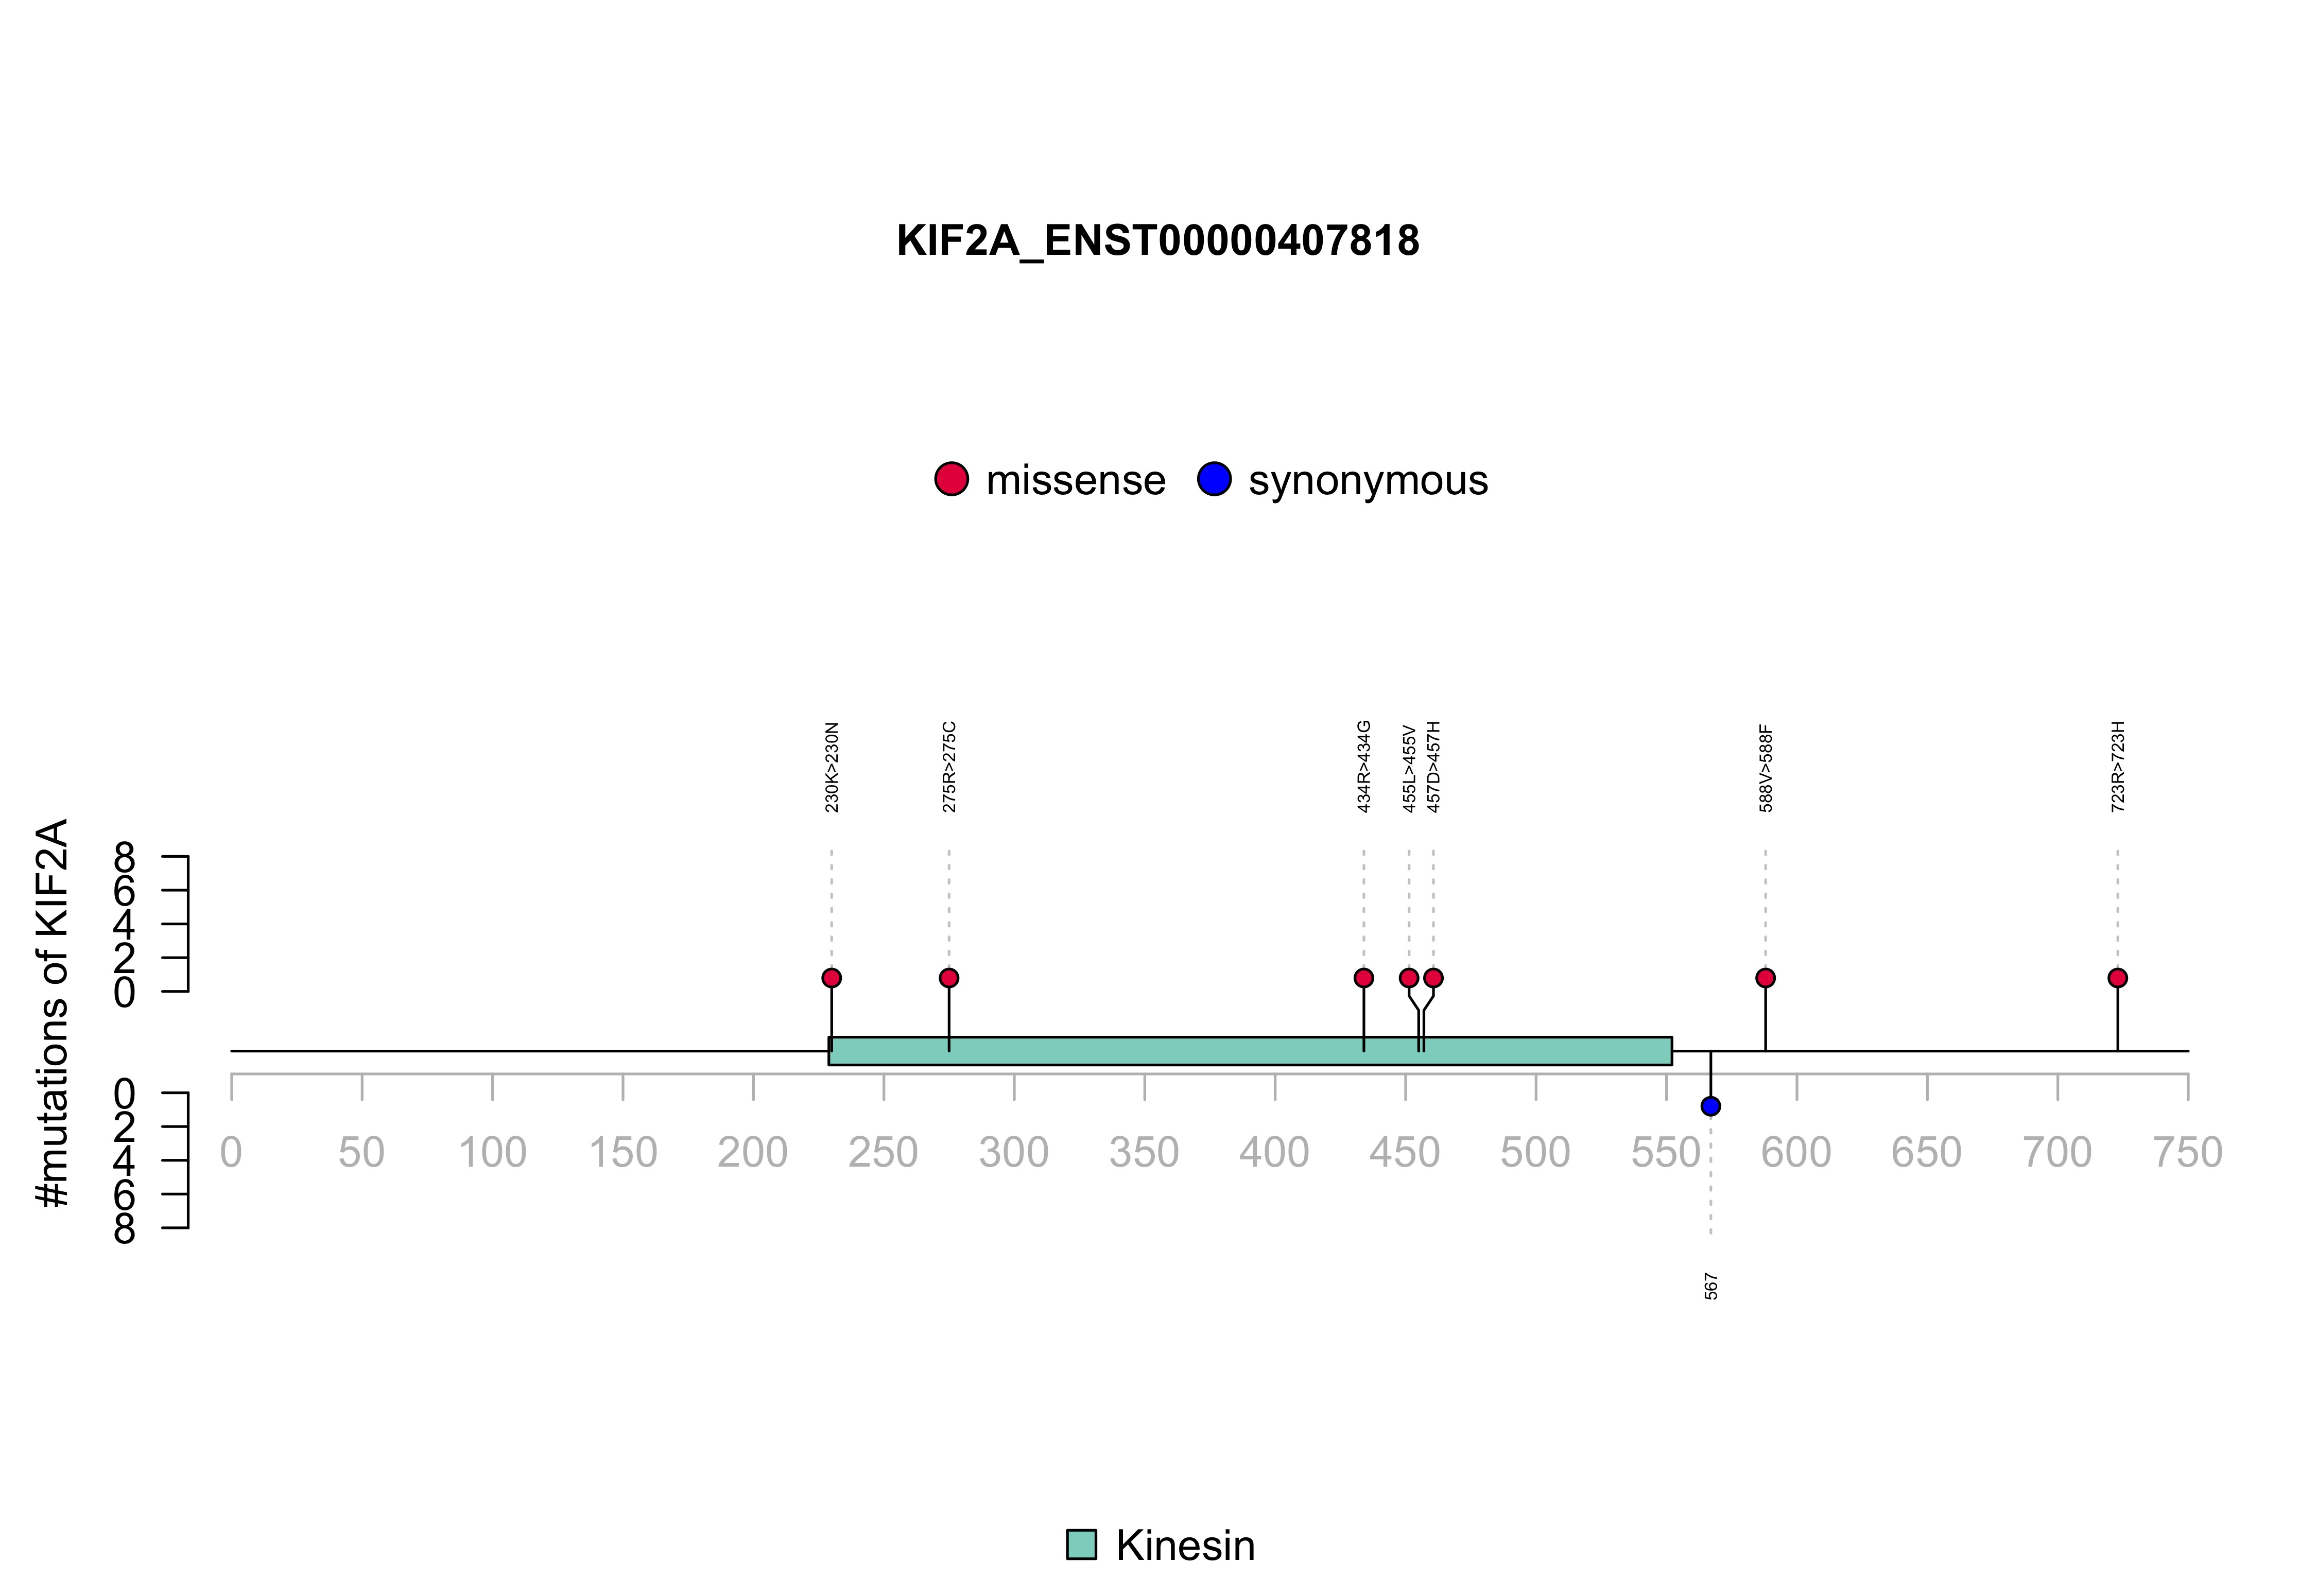 KIF2A_ENST00000407818
missense synonymous
230K>230N
275R>275C
434R>434G
455L>455V
457D>457H
588V>588F
723R>723H
#mutations of KIF2A
8
6
4
2
0
0
2
4
6
8
0 50 100 150 200 250 300 350 400 450 500 550 600 650 700 750
567
Kinesin